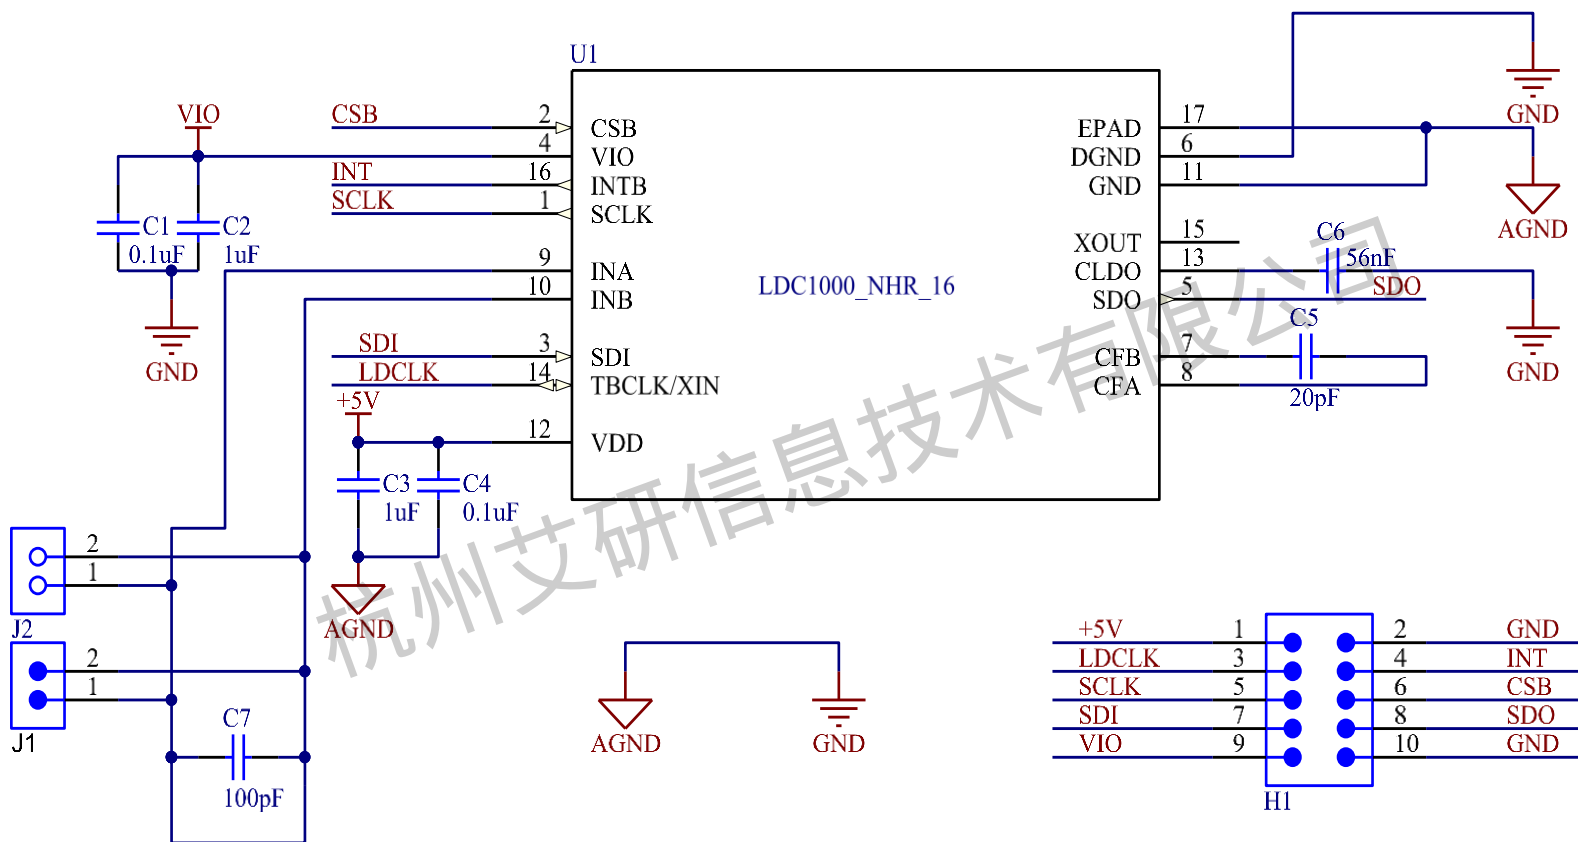 U1
LDC1000_NHR_16
CSB 2 CSB
VIO
4 VIO
INT 16 INTB
SCLK 1 SCLK
C1 0.1uF
C2 1uF
GND
9 INA
10 INB
SDI 3 SDI
LDCLK 14 TBCLK/XIN
+5V
12 VDD
C3 1uF
C4 0.1uF
AGND
EPAD 17
DGND 6
GND 11
GND
AGND
XOUT 15
CLDO 13
C6 56nF
SDO 5 SDO
GND
CFB 7
CFA 8
C5 20pF
2
1
J2
2
1
J1
C7
100pF
AGND
GND
+5V 1 2 GND
LDCLK 3 4 INT
SCLK 5 6 CSB
SDI 7 8 SDO
VIO 9 10 GND
H1
杭州艾研信息技术有限公司